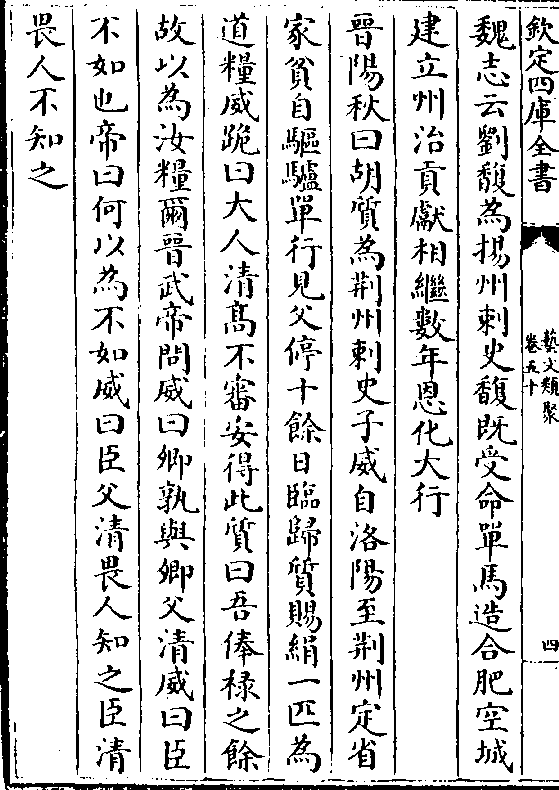 欽定四庫全書
藝文類聚
卷五十
四
魏志云劉馥為揚州刺史馥既受命單馬造合肥空城
建立州治貢獻相繼數年恩化大行
晉陽秋曰胡質為荆州刺史子威自洛陽至荆州定省
家貧自驅驢單行見父停十餘日臨歸質賜絹一匹為
道糧威跪曰大人清髙不審安得此質曰吾俸祿之餘
故以為汝糧爾晉武帝問威曰卿孰與卿父清威曰臣
不如也帝曰何以為不如威曰臣父清畏人知之臣清
畏人不知之